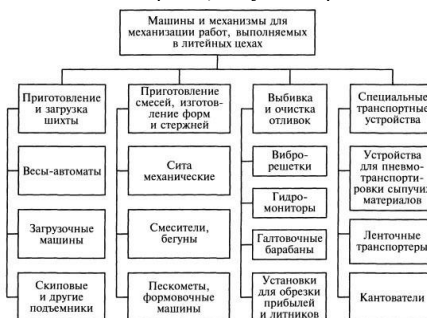 Машины и механизмы для
механизации работ, выполняемых
в литейных цехах
Приготовление
и загрузка
шихты
Весы-автоматы
Загрузочные
машины
Скиповые
и другие
подъемники
Приготовление
смесей, изготов-
ление форм
и стержней
Сита
механические
Смесители,
бегуны
Пескометы,
формовочные
машины
Выбивка
и очистка
отливок
Вибро-
решетки
Гидро-
мониторы
Галтовочные
барабаны
Установки
для обрезки
прибылей
и литников
Специальные
транспортные
устройства
Устройства
для пневмо-
транспорти-
ровки сыпучих
материалов
Ленточные
транспортеры
Кантователи